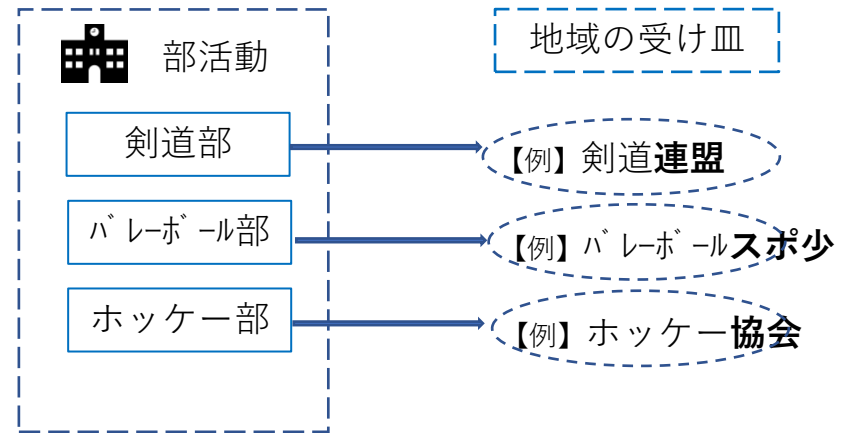 部活動
地域の受け皿
剣道部
【例】剣道連盟
バレーボール部
【例】バレーボールスポ少
ホッケー部
【例】ホッケー協会